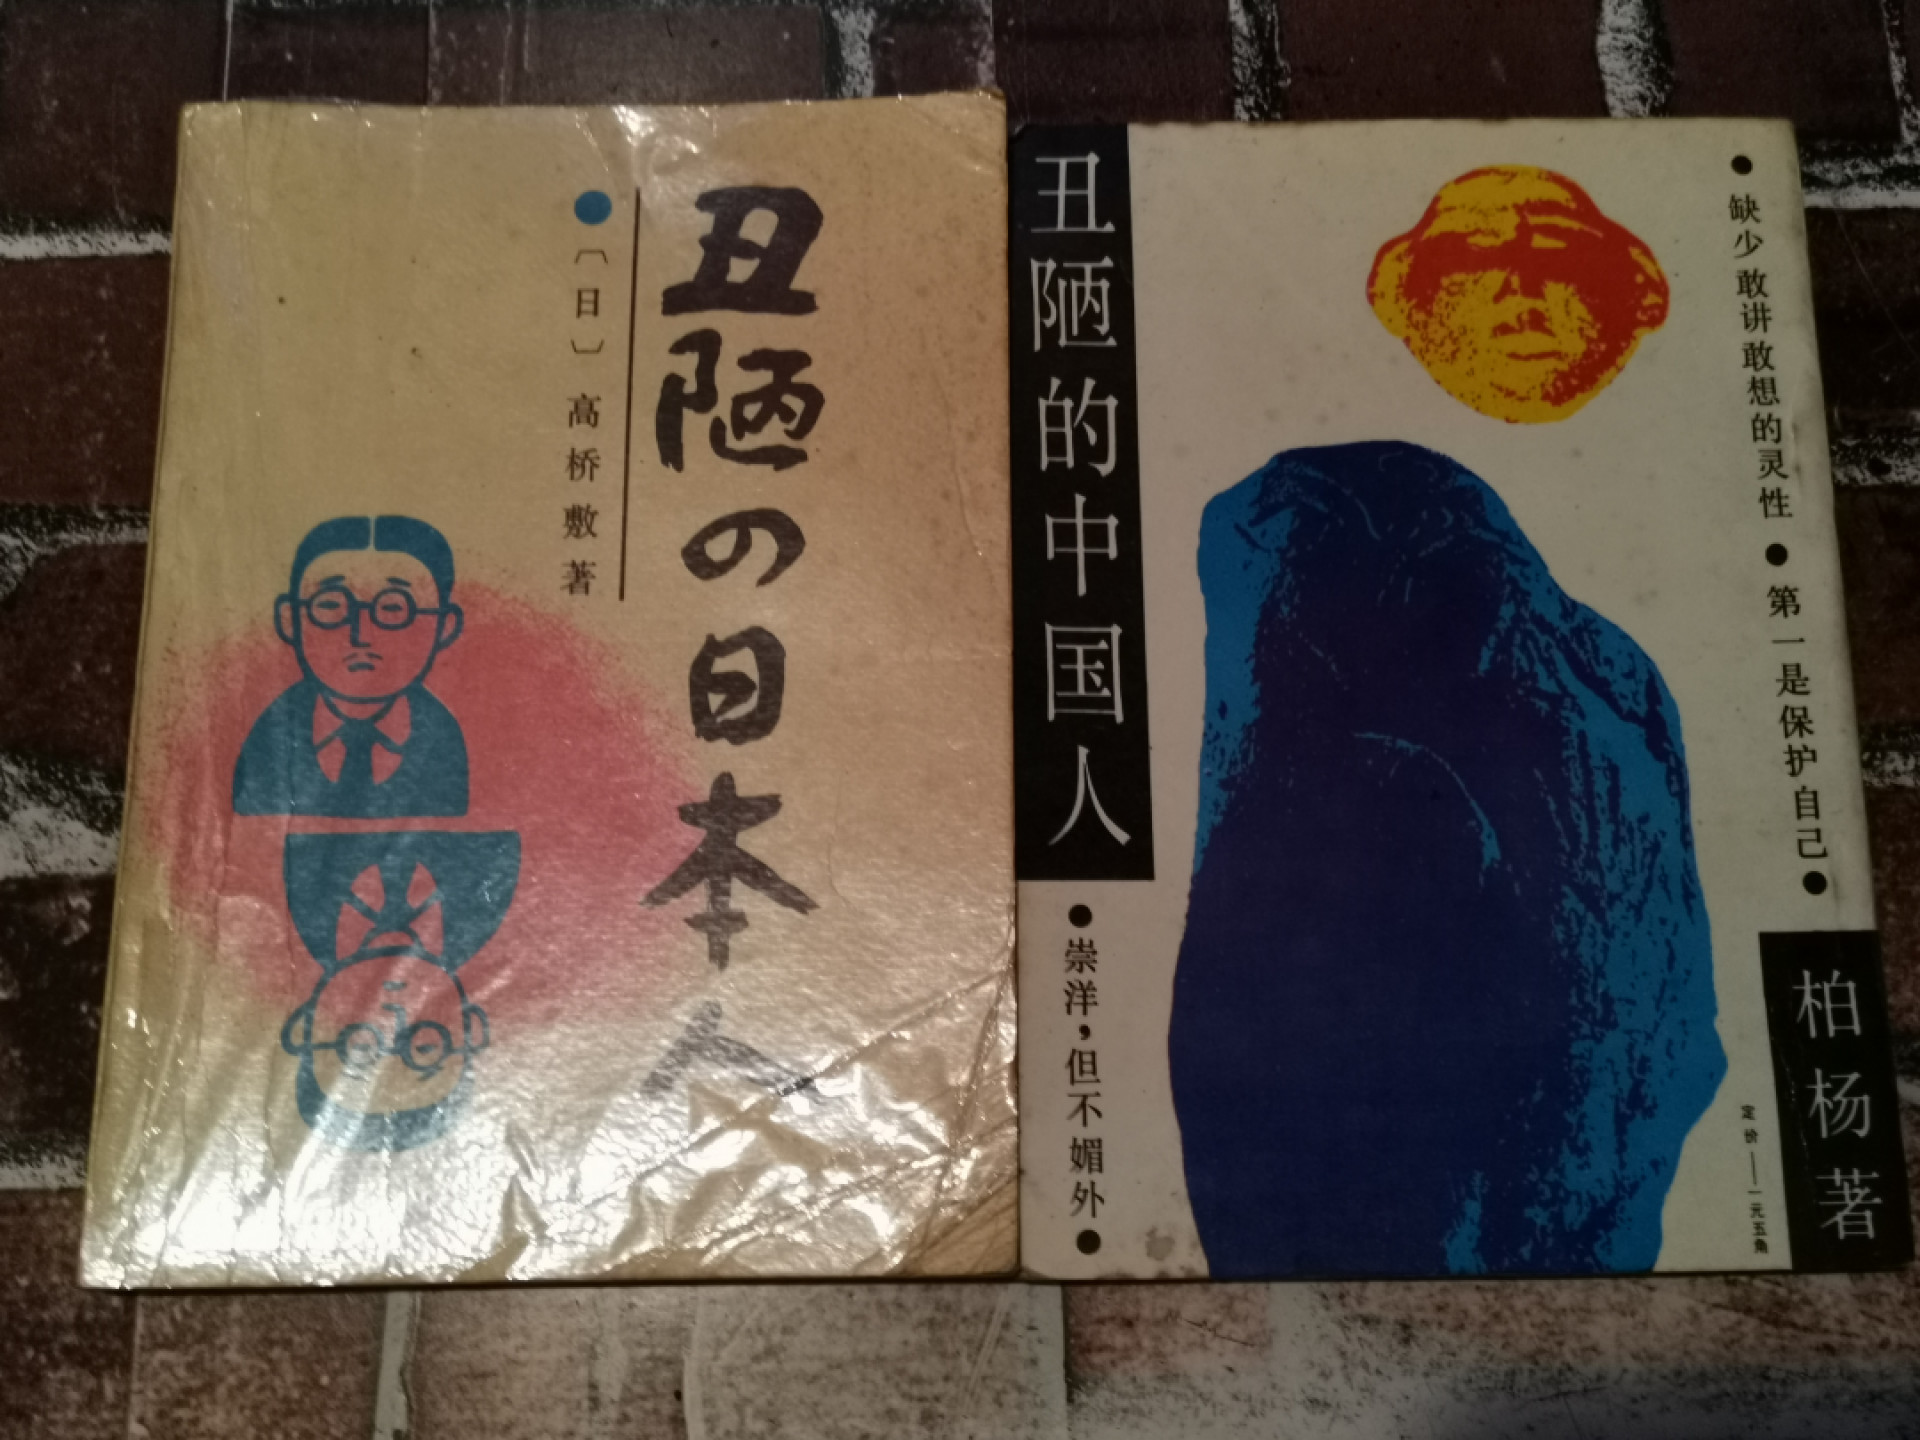 丑陋の日本人
〔日〕高桥敷著
丑陋的中国人
●缺少敢讲敢想的灵性●第一是保护自己●
●崇洋，但不媚外●
柏杨著
定价——一元五角